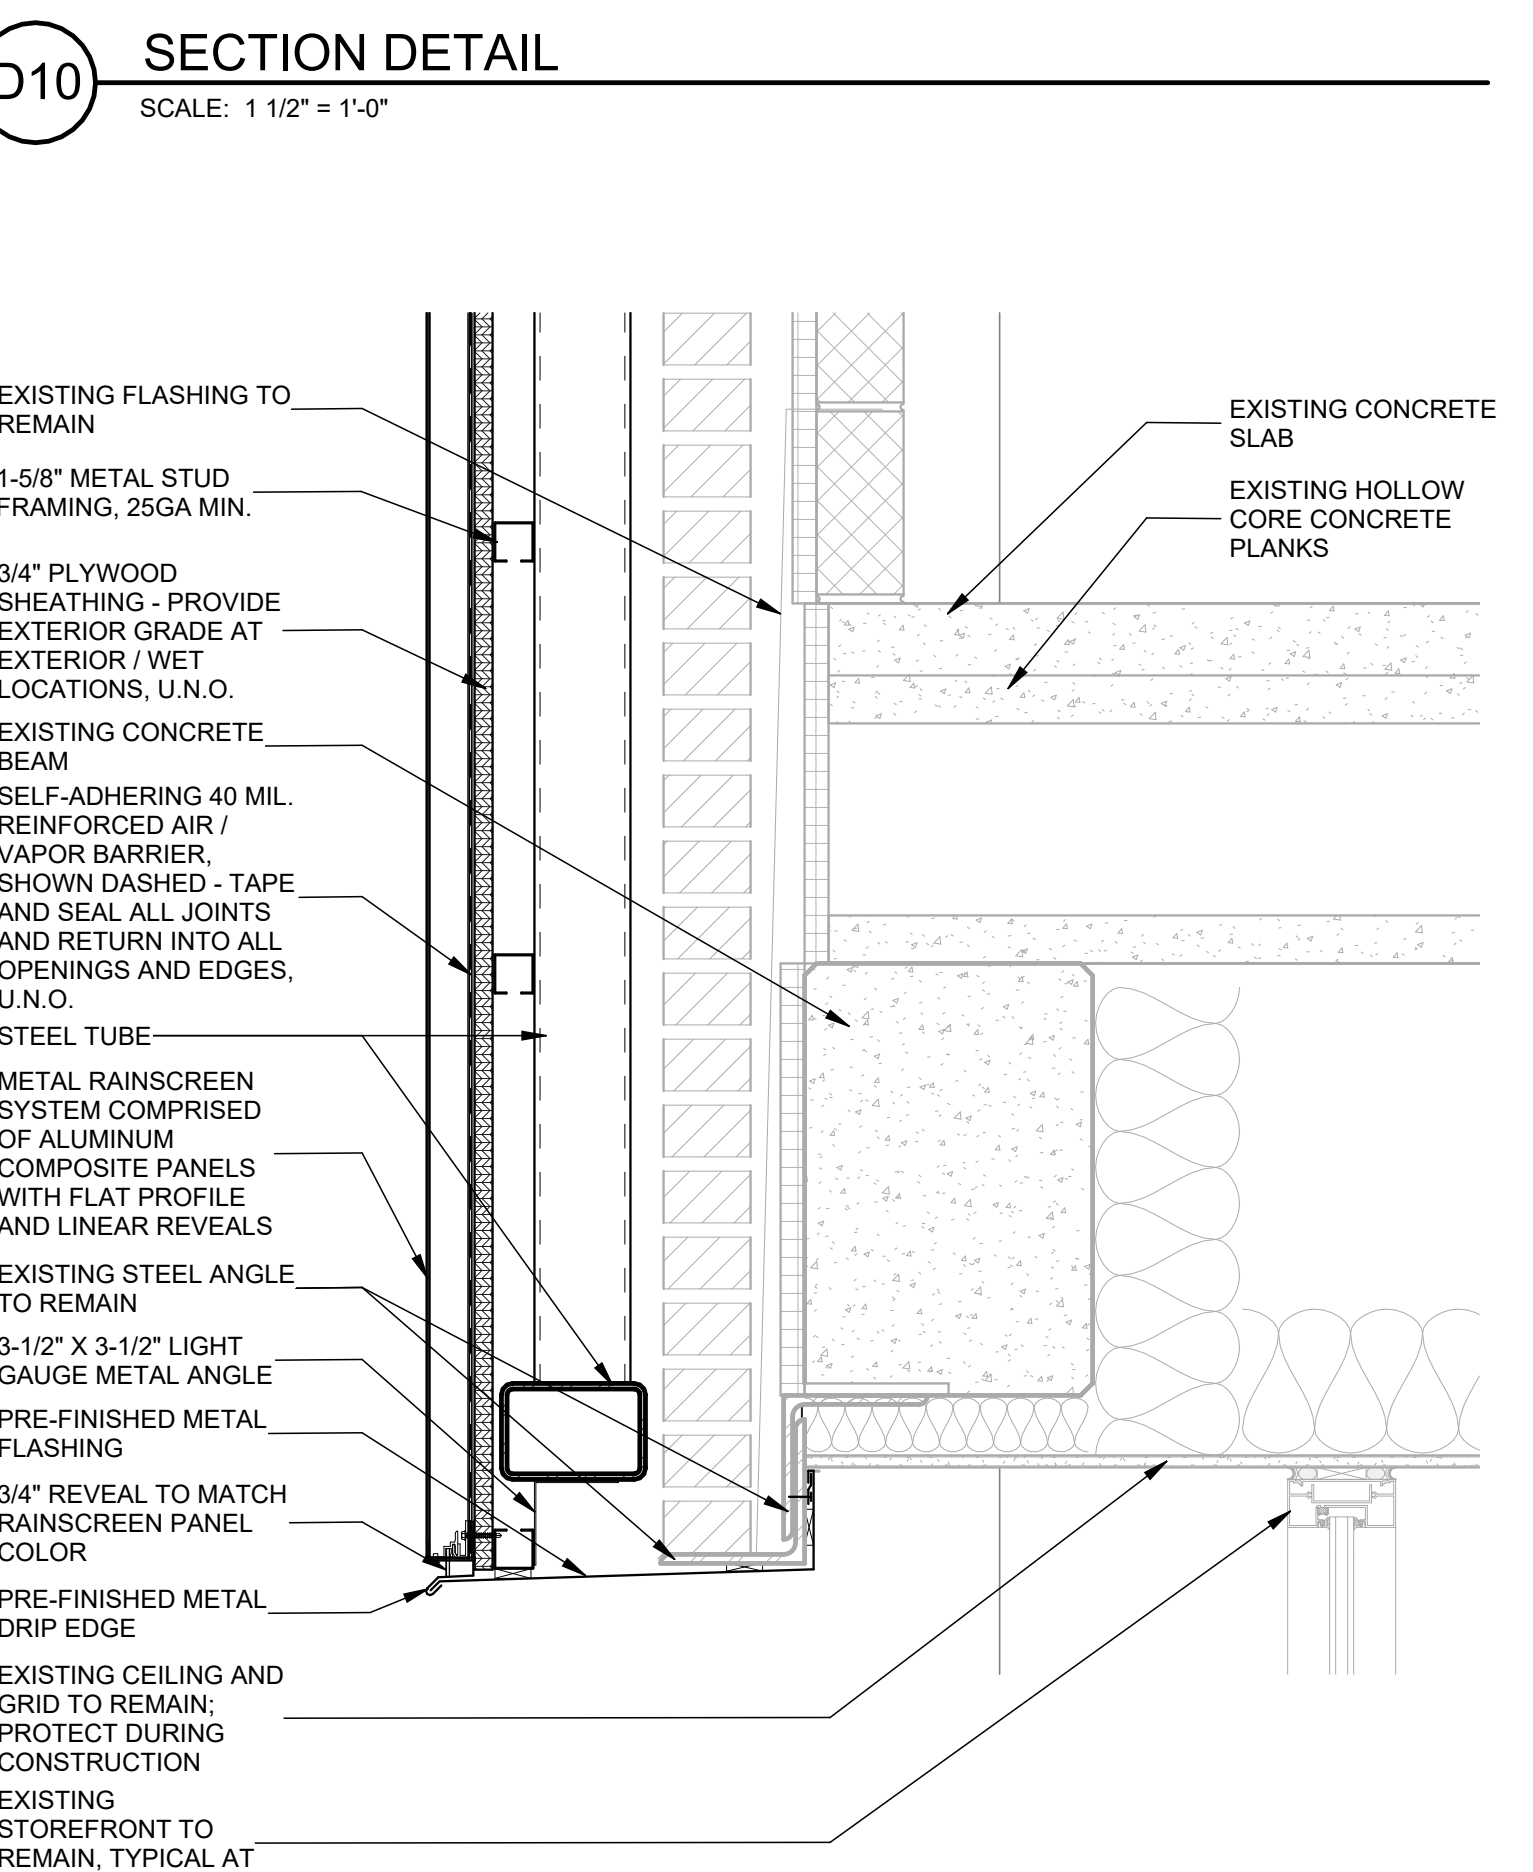 D10
SECTION DETAIL
SCALE: 1 1/2" = 1'-0"
EXISTING FLASHING TO
REMAIN
1-5/8" METAL STUD
FRAMING, 25GA MIN.
3/4" PLYWOOD
SHEATHING - PROVIDE
EXTERIOR GRADE AT
EXTERIOR / WET
LOCATIONS, U.N.O.
EXISTING CONCRETE
BEAM
SELF-ADHERING 40 MIL.
REINFORCED AIR /
VAPOR BARRIER,
SHOWN DASHED - TAPE
AND SEAL ALL JOINTS
AND RETURN INTO ALL
OPENINGS AND EDGES,
U.N.O.
STEEL TUBE
METAL RAINSCREEN
SYSTEM COMPRISED
OF ALUMINUM
COMPOSITE PANELS
WITH FLAT PROFILE
AND LINEAR REVEALS
EXISTING STEEL ANGLE
TO REMAIN
3-1/2" X 3-1/2" LIGHT
GAUGE METAL ANGLE
PRE-FINISHED METAL
FLASHING
3/4" REVEAL TO MATCH
RAINSCREEN PANEL
COLOR
PRE-FINISHED METAL
DRIP EDGE
EXISTING CEILING AND
GRID TO REMAIN;
PROTECT DURING
CONSTRUCTION
EXISTING
STOREFRONT TO
REMAIN, TYPICAL AT
EXISTING CONCRETE
SLAB
EXISTING HOLLOW
CORE CONCRETE
PLANKS